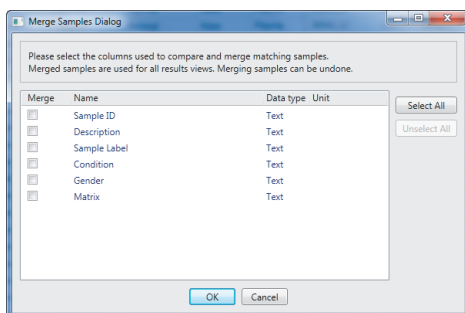 Merge Samples Dialog
Please select the columns used to compare and merge matching samples.
Merged samples are used for all results views. Merging samples can be undone.
Merge Name Data type Unit
Sample ID Text
Description Text
Sample Label Text
Condition Text
Gender Text
Matrix Text
Select All
Unselect All
OK Cancel